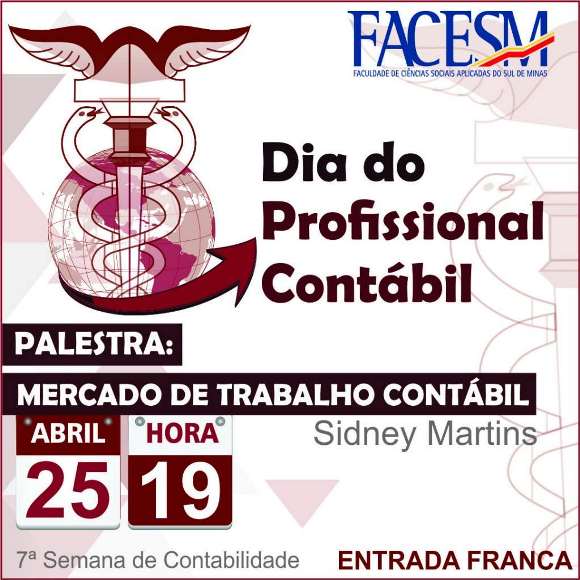 FACESM
FACULDADE DE CIÊNCIAS SOCIAIS APLICADAS DO SUL DE MINAS
Dia do
Profissional
Contábil
PALESTRA:
MERCADO DE TRABALHO CONTÁBIL
Sidney Martins
ABRIL
25
HORA
19
7ª Semana de Contabilidade
ENTRADA FRANCA